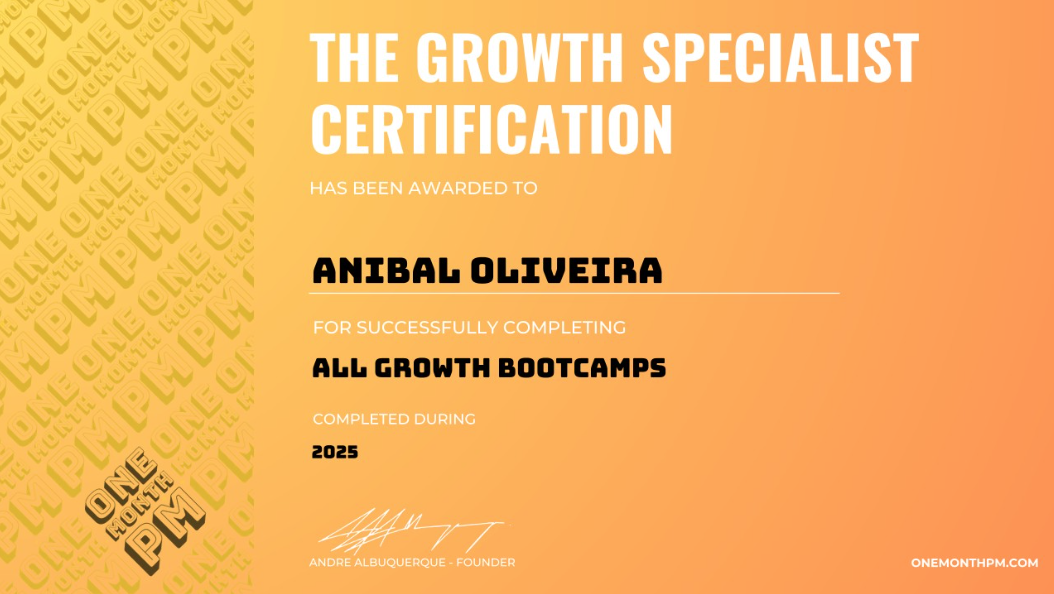 THE GROWTH SPECIALIST
CERTIFICATION
HAS BEEN AWARDED TO
ANIBAL OLIVEIRA
FOR SUCCESSFULLY COMPLETING
ALL GROWTH BOOTCAMPS
COMPLETED DURING
2025
ONE
MONTH
PM
ANDRE ALBUQUERQUE - FOUNDER
ONEMONTHPM.COM